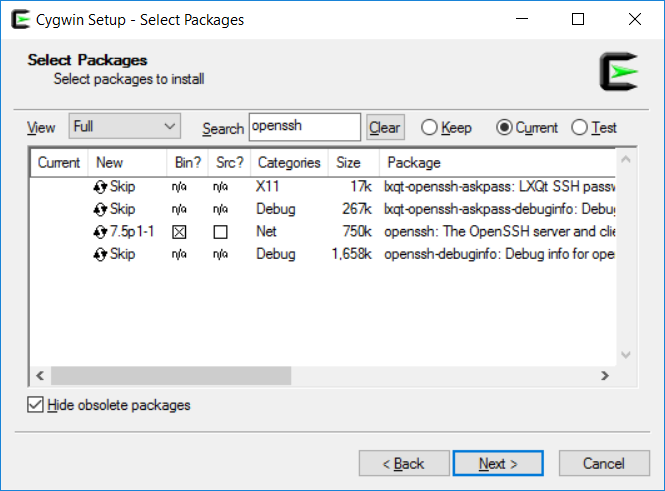 Cygwin Setup - Select Packages
Select Packages
Select packages to install
View Full Search openssh Clear Keep Current Test
Current New Bin? Src? Categories Size Package
Skip n/a n/a X11 17k lxqt-openssh-askpass: LXQt SSH passw
Skip n/a n/a Debug 267k lxqt-openssh-askpass-debuginfo: Debug
7.5p1-1 Net 750k openssh: The OpenSSH server and clie
Skip n/a n/a Debug 1,658k openssh-debuginfo: Debug info for ope
Hide obsolete packages
< Back Next > Cancel